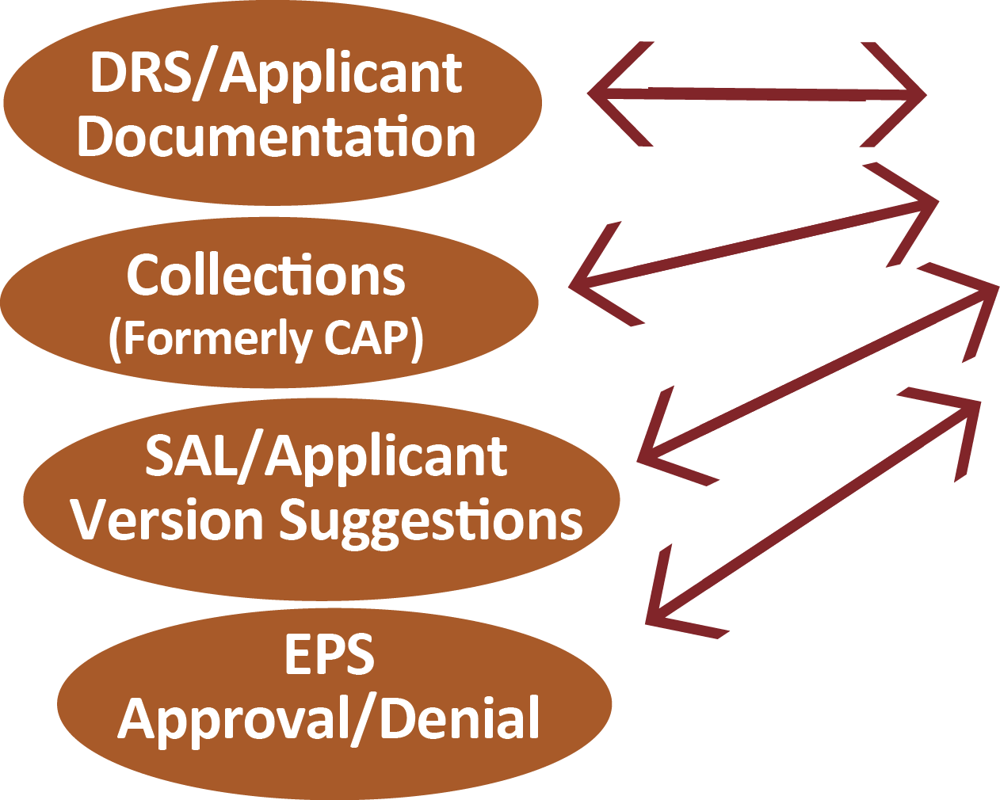 DRS/Applicant
Documentation
Collections
(Formerly CAP)
SAL/Applicant
Version Suggestions
EPS
Approval/Denial